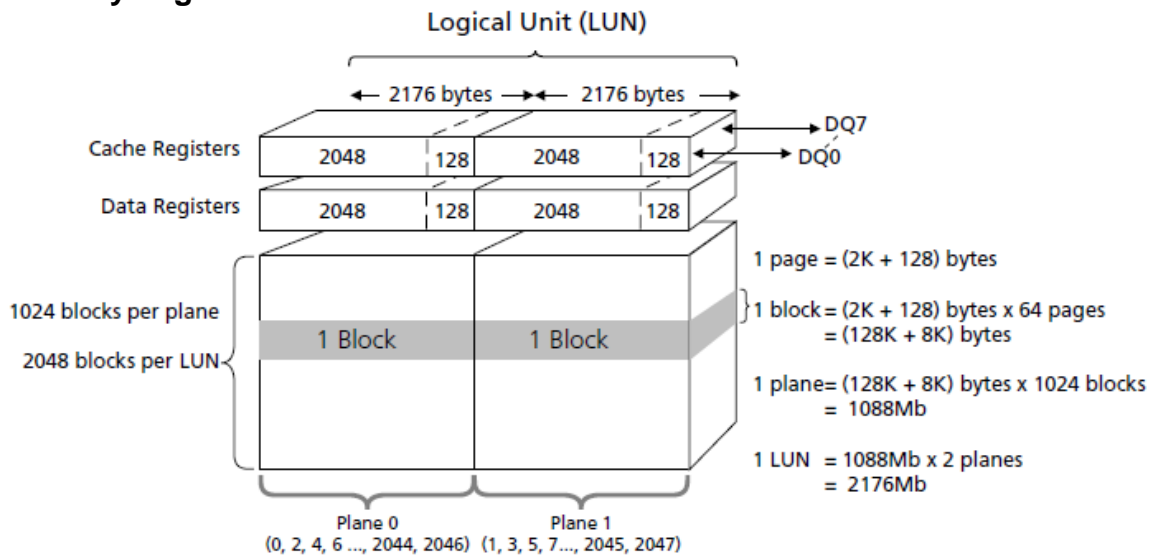 Logical Unit (LUN)
2176 bytes 2176 bytes
DQ7
Cache Registers 2048 128 2048 128 DQ0
Data Registers 2048 128 2048 128
1 page = (2K + 128) bytes
1024 blocks per plane
1 Block 1 Block
1 block = (2K + 128) bytes x 64 pages
= (128K + 8K) bytes
2048 blocks per LUN
1 plane= (128K + 8K) bytes x 1024 blocks
= 1088Mb
1 LUN = 1088Mb x 2 planes
= 2176Mb
Plane 0 Plane 1
(0, 2, 4, 6 ..., 2044, 2046) (1, 3, 5, 7..., 2045, 2047)